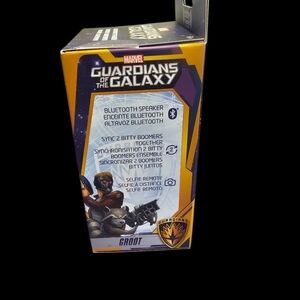 MARVEL
GUARDIANS
OF THE GALAXY
BLUETOOTH SPEAKER
ENCEINTE BLUETOOTH
ALTAVOZ BLUETOOTH
SYNC 2 BITTY BOOMERS
TOGETHER
SYNCHRONISATION 2 BITTY
BOOMERS ENSEMBLE
SINCRONIZAR 2 BOOMERS
BITTY JUNTOS
SELFIE REMOTE
SELFIE A DISTANCE
SELFIE REMOTO
GROOT